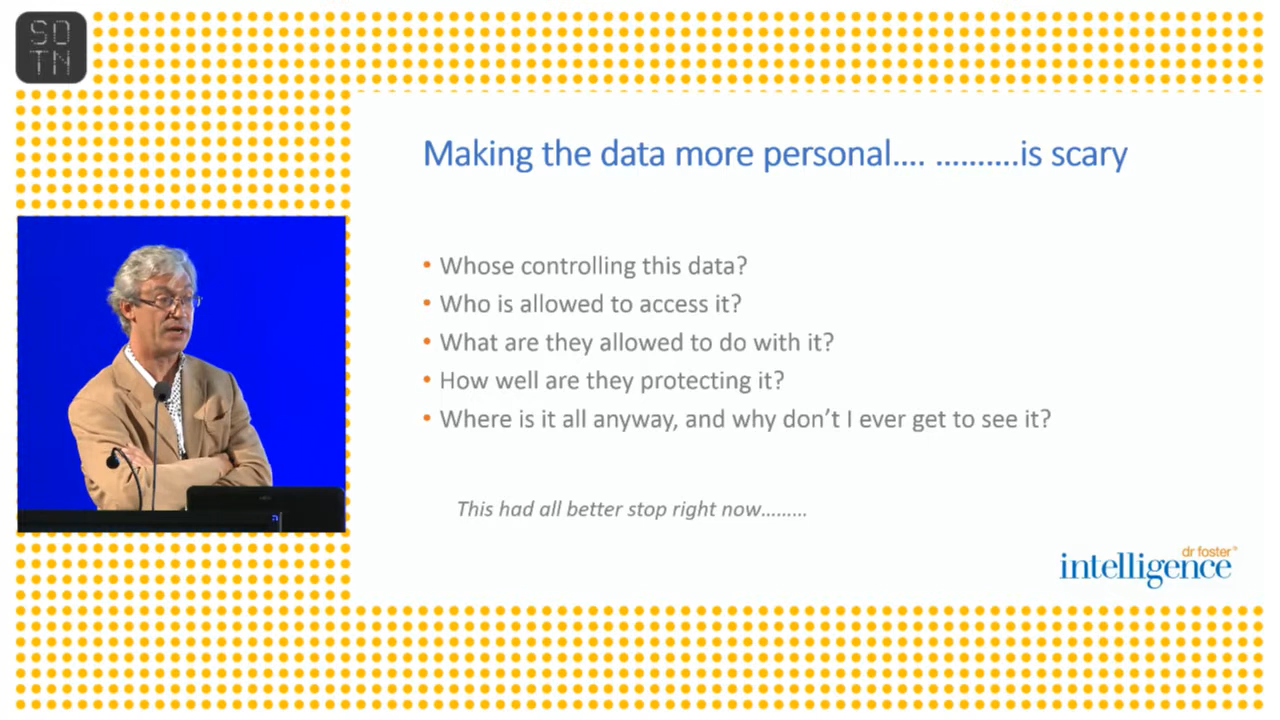 SD
TN
Making the data more personal.... ..........is scary
• Whose controlling this data?
• Who is allowed to access it?
• What are they allowed to do with it?
• How well are they protecting it?
• Where is it all anyway, and why don’t I ever get to see it?
This had all better stop right now.........
dr foster®
intelligence